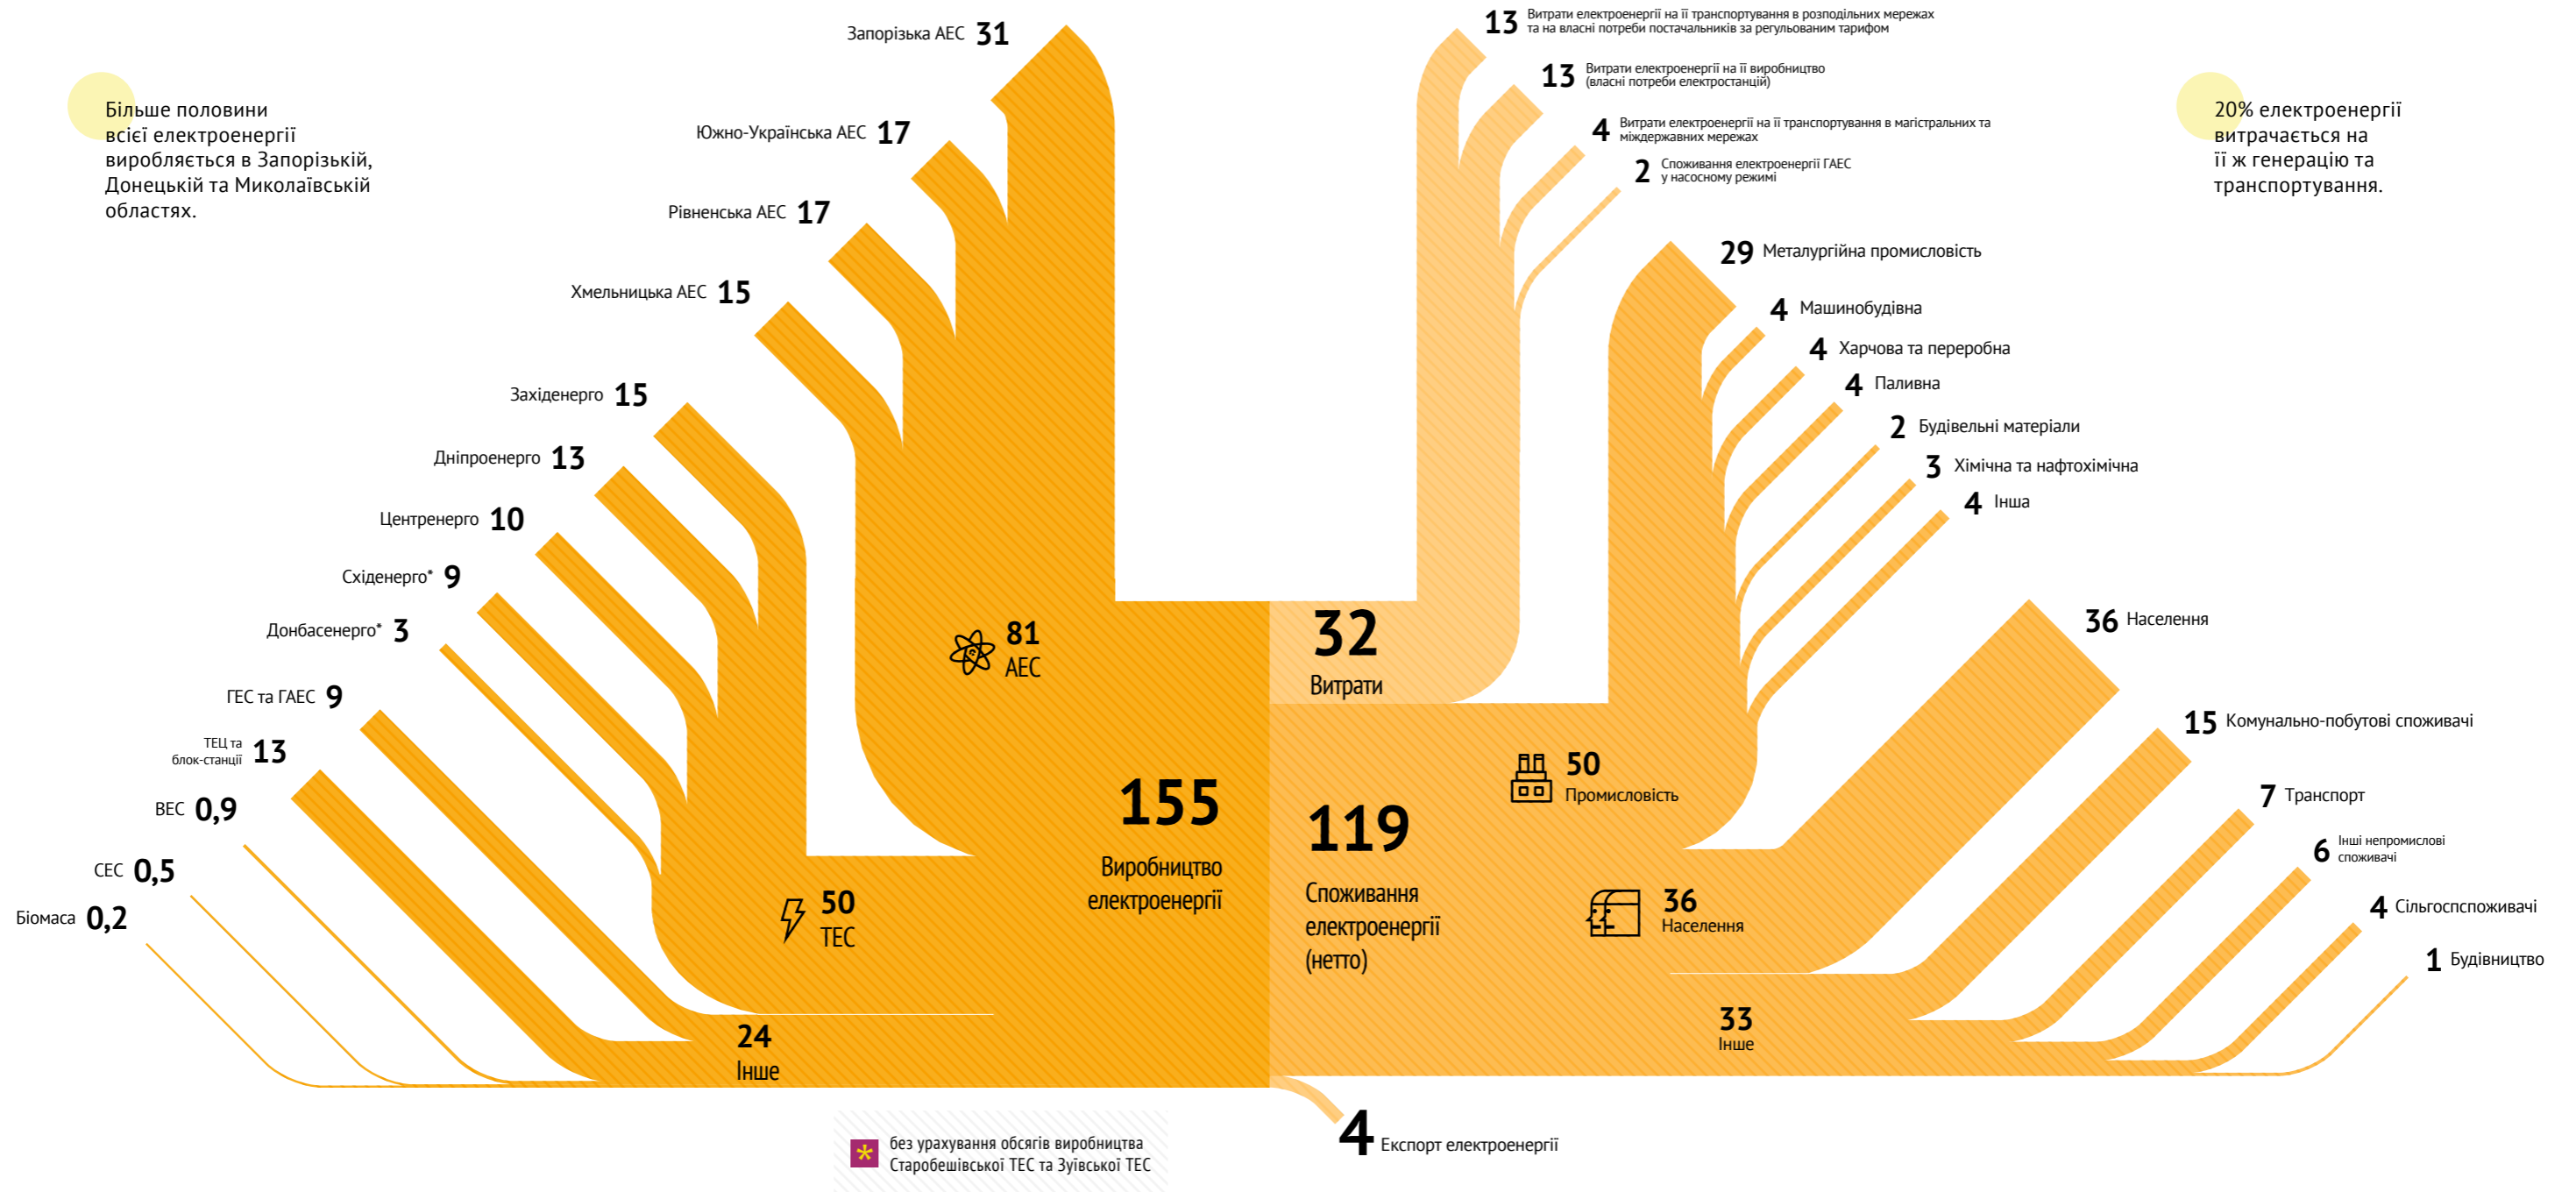 Більше половини
всієї електроенергії
виробляється в Запорізькій,
Донецькій та Миколаївській
областях.
Запорізька АЕС 31
Южно-Українська АЕС 17
Рівненська АЕС 17
Хмельницька АЕС 15
Західенерго 15
Дніпроенерго 13
Центренерго 10
Східенерго* 9
Донбасенерго* 3
ГЕС та ГАЕС 9
ТЕЦ та
блок-станції 13
ВЕС 0,9
СЕС 0,5
Біомаса 0,2
81
АЕС
50
ТЕС
24
Інше
155
Виробництво
електроенергії
32
Витрати
119
Споживання
електроенергії
(нетто)
50
Промисловість
36
Населення
33
Інше
13 Витрати електроенергії на її транспортування в розподільних мережах
та на власні потреби постачальників за регульованим тарифом
13 Витрати електроенергії на її виробництво
(власні потреби електростанцій)
4 Витрати електроенергії на її транспортування в магістральних та
міждержавних мережах
2 Споживання електроенергії ГАЕС
у насосному режимі
20% електроенергії
витрачається на
її ж генерацію та
транспортування.
29 Металургійна промисловість
4 Машинобудівна
4 Харчова та переробна
4 Паливна
2 Будівельні матеріали
3 Хімічна та нафтохімічна
4 Інша
36 Населення
15 Комунально-побутові споживачі
7 Транспорт
6 Інші непромислові
споживачі
4 Сільгоспспоживачі
1 Будівництво
4 Експорт електроенергії
* без урахування обсягів виробництва
Старобешівської ТЕС та Зуївської ТЕС